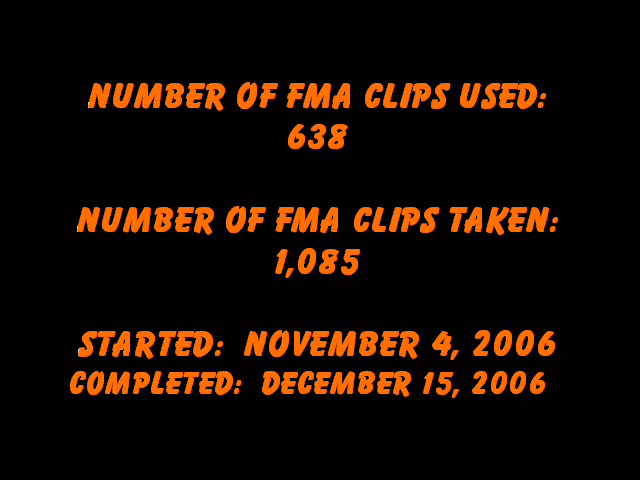 NUMBER OF FMA CLIPS USED:
638
NUMBER OF FMA CLIPS TAKEN:
1,085
STARTED: NOVEMBER 4, 2006
COMPLETED: DECEMBER 15, 2006